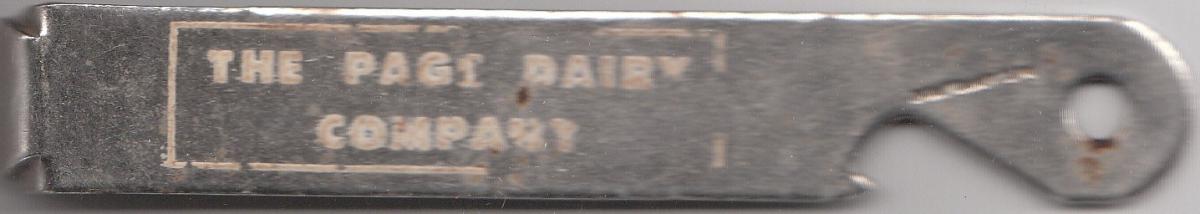 THE PAGE DAIRY
COMPANY